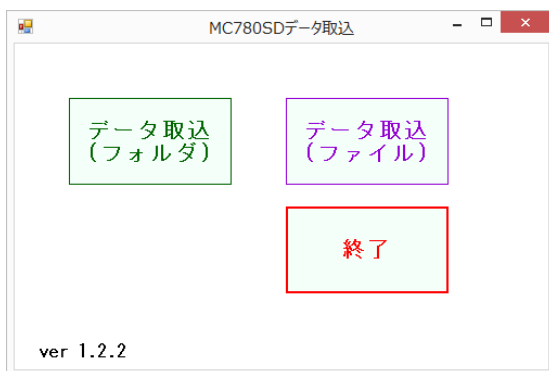 MC780SDデータ取込
データ取込
(フォルダ)
データ取込
(ファイル)
終了
ver 1.2.2